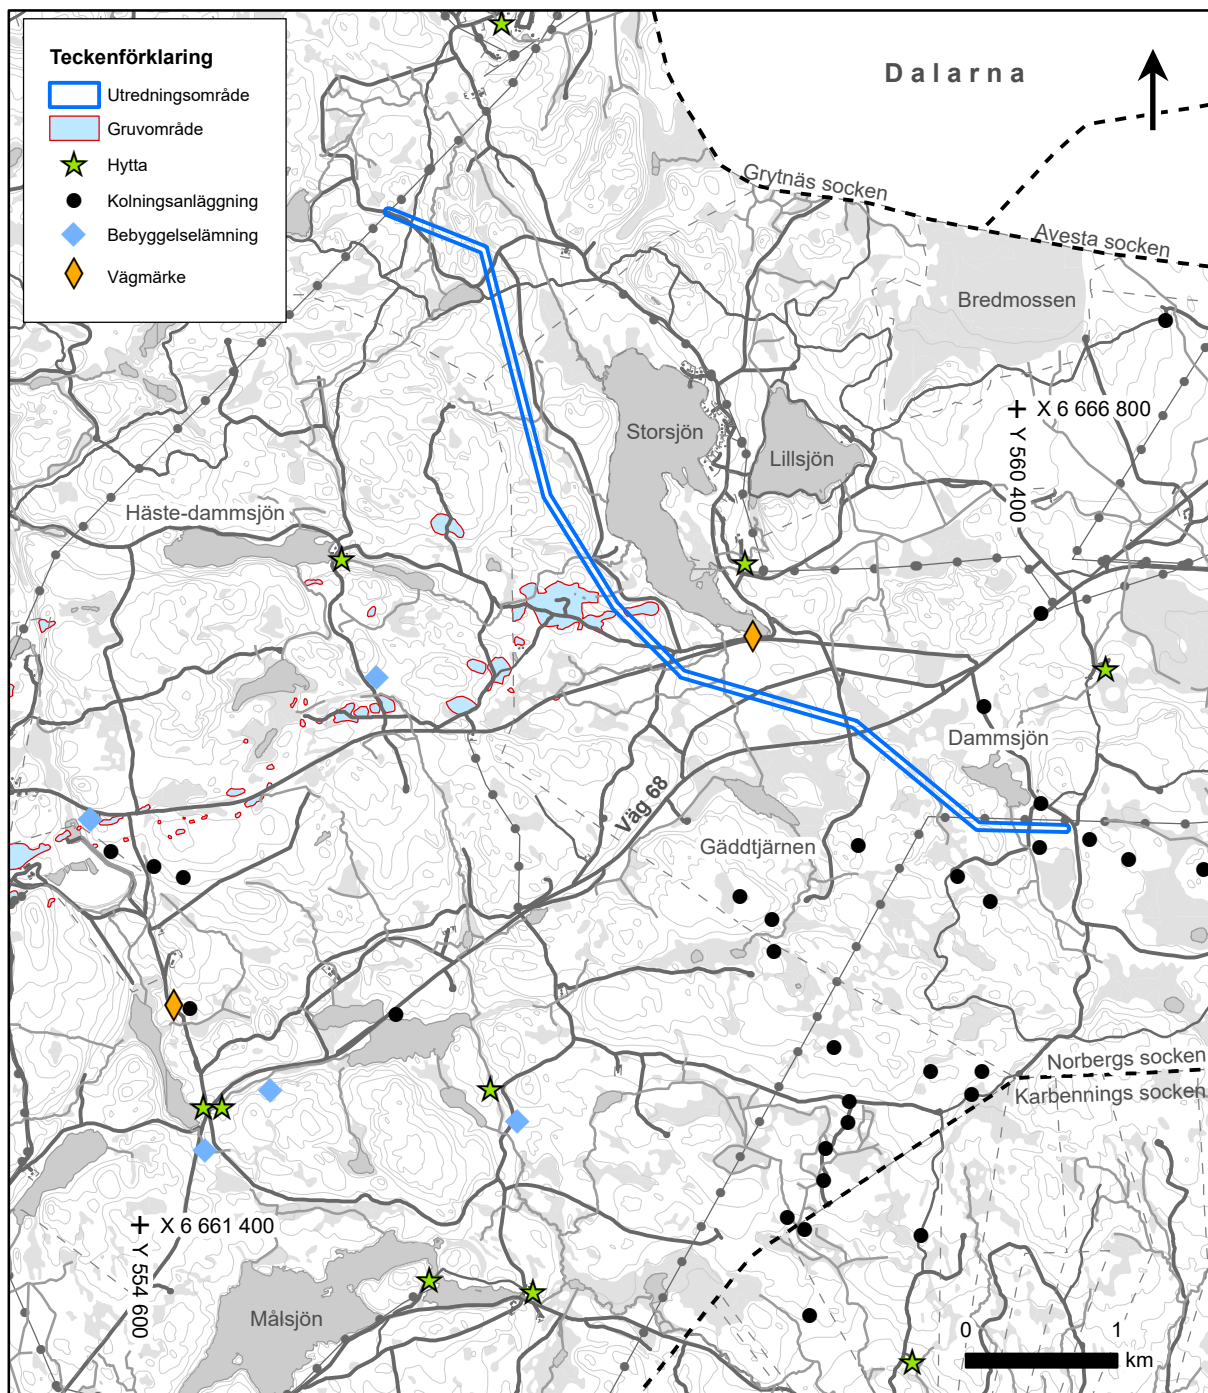 Teckenförklaring
Utredningsområde
Gruvområde
Hytta
Kolningsanläggning
Bebyggelselämning
Vägmärke
Dalarna
Grytnäs socken
Avesta socken
Bredmossen
X 6 666 800
Y 560 400
Storsjön
Lillsjön
Häste-dammsjön
Dammsjön
Väg 68
Gäddtjärnen
Norbergs socken
Karbennings socken
X 6 661 400
Y 554 600
Målsjön
0 1
km